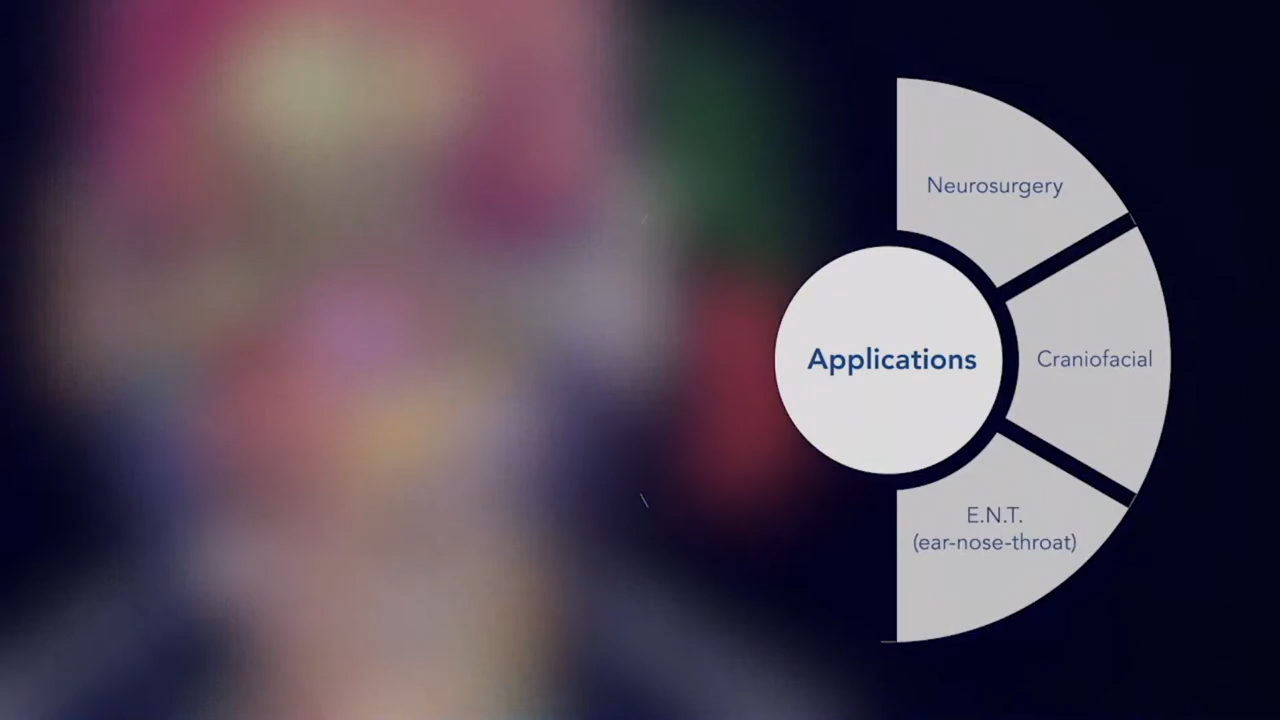 Neurosurgery
Applications
Craniofacial
E.N.T.
(ear-nose-throat)